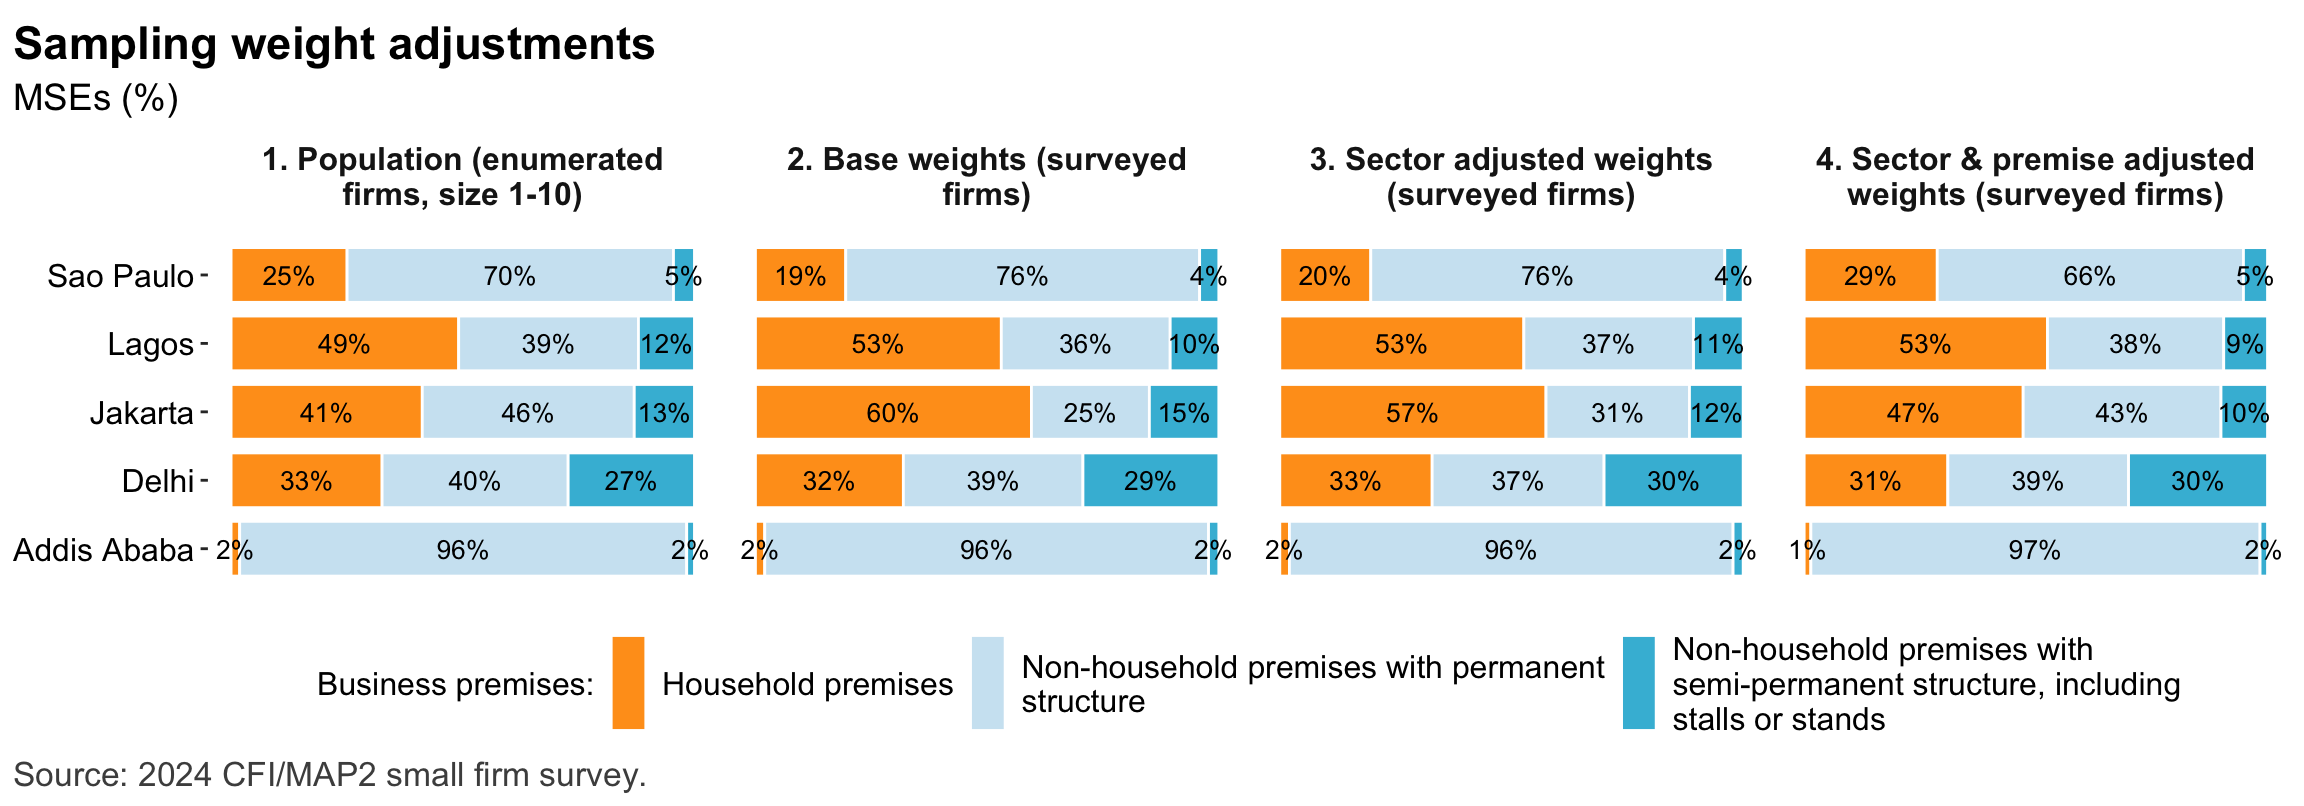 Sampling weight adjustments
MSEs (%)
1. Population (enumerated
firms, size 1-10)
2. Base weights (surveyed
firms)
3. Sector adjusted weights
(surveyed firms)
4. Sector & premise adjusted
weights (surveyed firms)
Sao Paulo 25% 70% 5% 19% 76% 4% 20% 76% 4% 29% 66% 5%
Lagos 49% 39% 12% 53% 36% 10% 53% 37% 11% 53% 38% 9%
Jakarta 41% 46% 13% 60% 25% 15% 57% 31% 12% 47% 43% 10%
Delhi 33% 40% 27% 32% 39% 29% 33% 37% 30% 31% 39% 30%
Addis Ababa 2% 96% 2% 2% 96% 2% 2% 96% 2% 1% 97% 2%
Business premises:
Household premises
Non-household premises with permanent
structure
Non-household premises with
semi-permanent structure, including
stalls or stands
Source: 2024 CFI/MAP2 small firm survey.